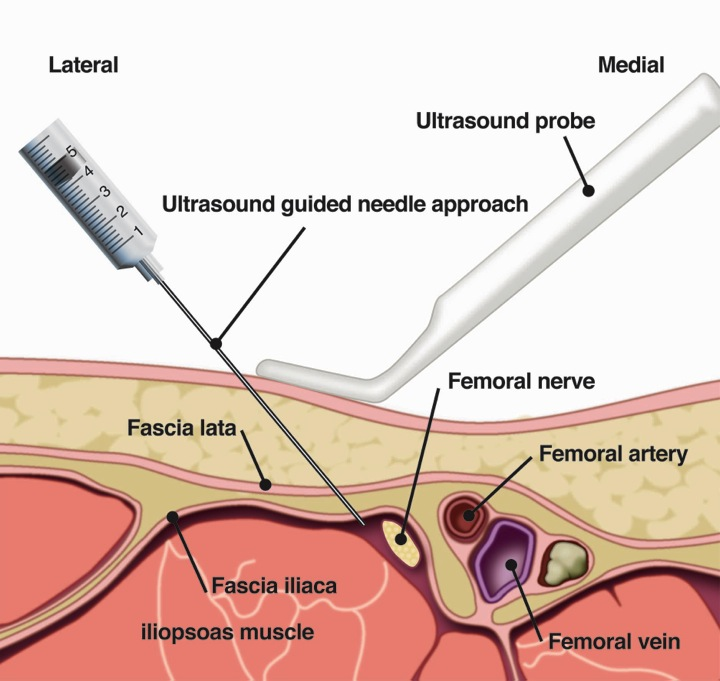 Lateral
Medial
Ultrasound probe
5
4
3
2
1
Ultrasound guided needle approach
Femoral nerve
Fascia lata
Femoral artery
Fascia iliaca
iliopsoas muscle
Femoral vein